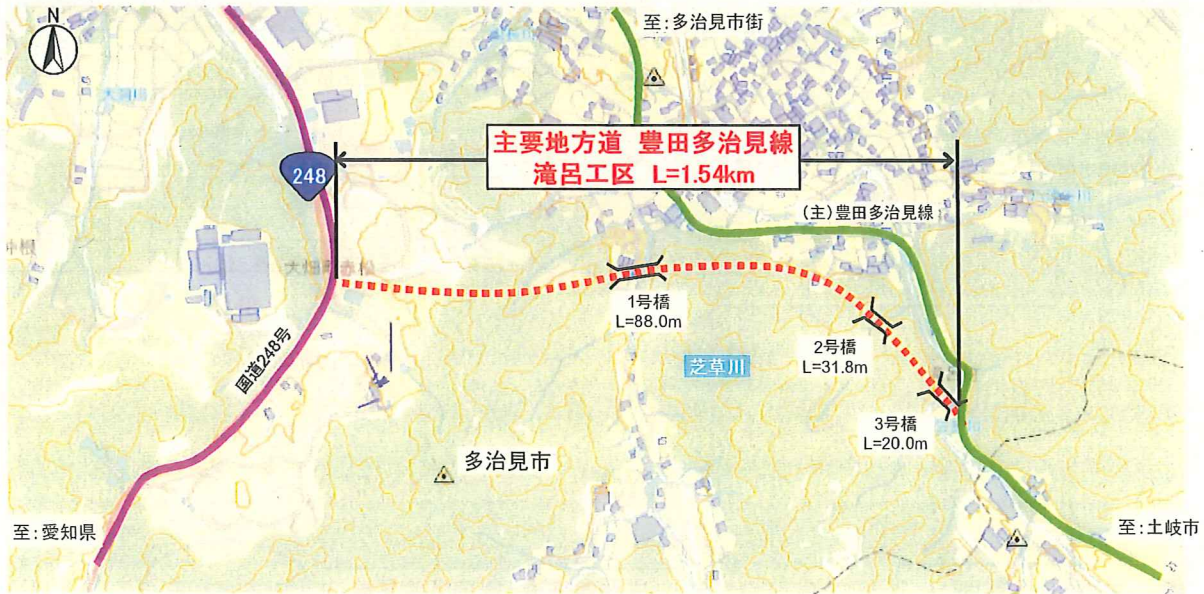 N
至:多治見市街
主要地方道 豊田多治見線
滝呂工区 L=1.54km
248
(主)豊田多治見線
1号橋
L=88.0m
芝草川
2号橋
L=31.8m
3号橋
L=20.0m
国道248号
多治見市
至:愛知県
至:土岐市